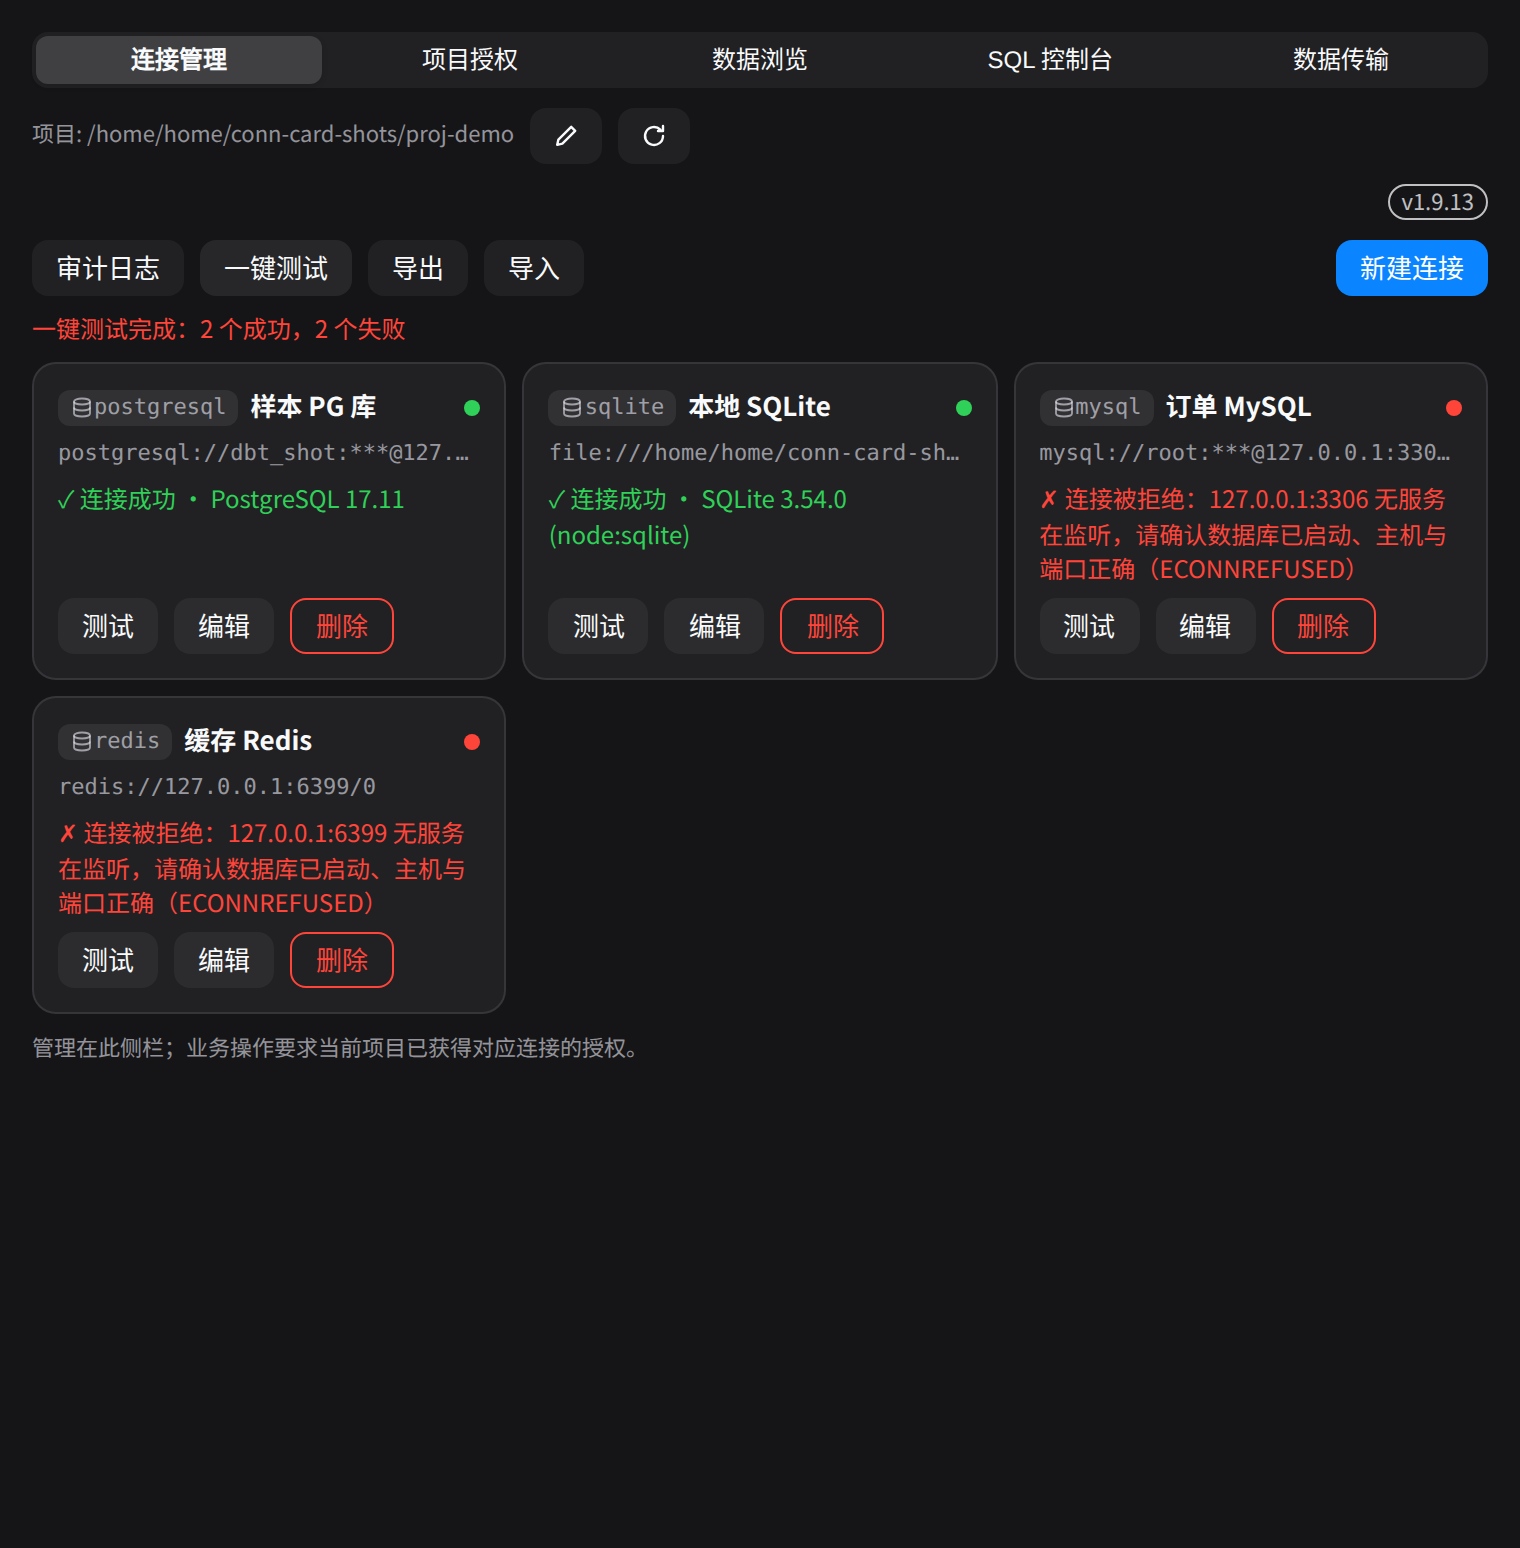 连接管理 项目授权 数据浏览 SQL 控制台 数据传输
项目: /home/home/conn-card-shots/proj-demo
v1.9.13
审计日志 一键测试 导出 导入 新建连接
一键测试完成：2 个成功，2 个失败
postgresql 样本 PG 库
postgresql://dbt_shot:***@127.…
✓ 连接成功 · PostgreSQL 17.11
测试 编辑 删除
sqlite 本地 SQLite
file:///home/home/conn-card-sh…
✓ 连接成功 · SQLite 3.54.0
(node:sqlite)
测试 编辑 删除
mysql 订单 MySQL
mysql://root:***@127.0.0.1:330…
✗ 连接被拒绝：127.0.0.1:3306 无服务
在监听，请确认数据库已启动、主机与
端口正确（ECONNREFUSED）
测试 编辑 删除
redis 缓存 Redis
redis://127.0.0.1:6399/0
✗ 连接被拒绝：127.0.0.1:6399 无服务
在监听，请确认数据库已启动、主机与
端口正确（ECONNREFUSED）
测试 编辑 删除
管理在此侧栏；业务操作要求当前项目已获得对应连接的授权。